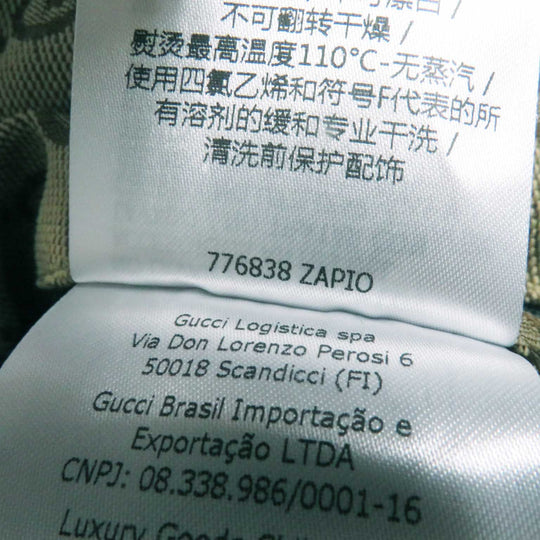 不可翻转干燥 /
熨烫最高温度110°C-无蒸汽 /
使用四氯乙烯和符号F代表的所
有溶剂的缓和专业干洗 /
清洗前保护配饰
776838 ZAPIO
Gucci Logistica spa
Via Don Lorenzo Perosi 6
50018 Scandicci (FI)
Gucci Brasil Importação e
Exportação LTDA
CNPJ: 08.338.986/0001-16
Luxury Goods